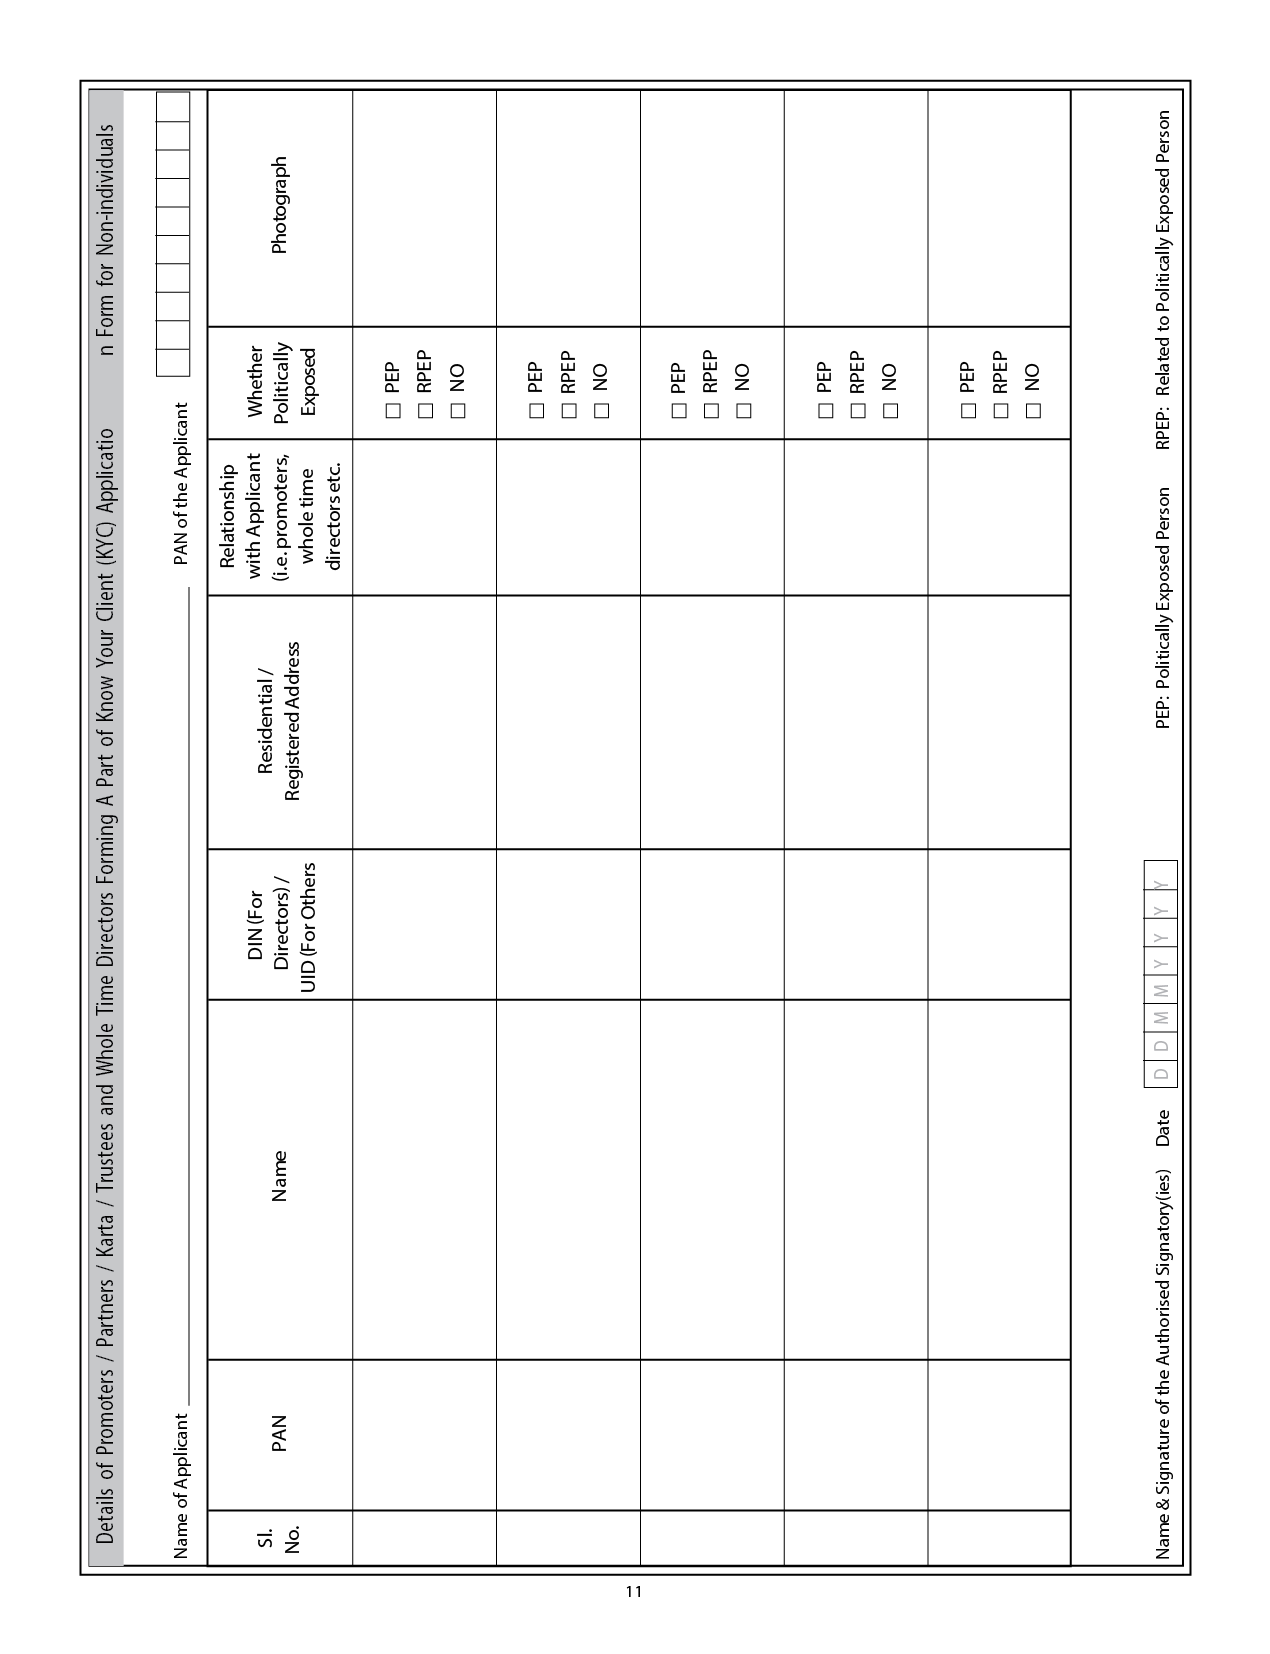 Details of Promoters / Partners / Karta / Trustees and Whole Time Directors Forming A Part of Know Your Client (KYC) Applicatio n Form for Non-individuals
Name of Applicant PAN of the Applicant
Sl.
No.
PAN
Name
DIN (For
Directors) /
UID (For Others
Residential /
Registered Address
Relationship
with Applicant
(i.e. promoters,
whole time
directors etc.
Whether
Politically
Exposed
Photograph
PEP
RPEP
NO
PEP
RPEP
NO
PEP
RPEP
NO
PEP
RPEP
NO
PEP
RPEP
NO
Name & Signature of the Authorised Signatory(ies) Date D D M M Y Y Y Y PEP: Politically Exposed Person RPEP: Related to Politically Exposed Person
11